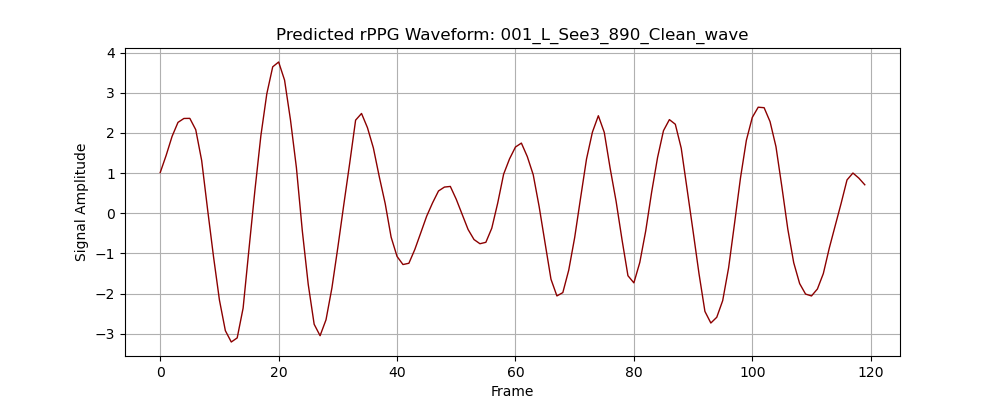 Predicted rPPG Waveform: 001_L_See3_890_Clean_wave
4
3
2
1
0
−1
−2
−3
Signal Amplitude
0 20 40 60 80 100 120
Frame